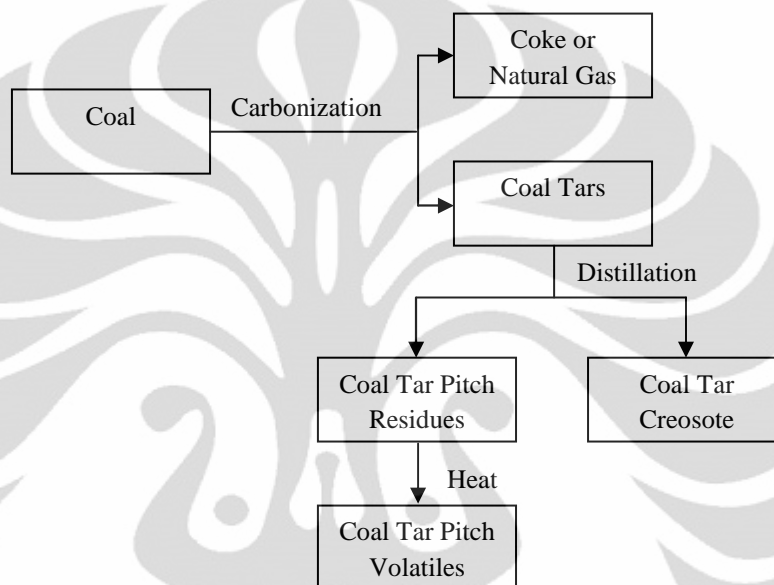 Coke or
Natural Gas
Coal
Carbonization
Coal Tars
Distillation
Coal Tar Pitch
Residues
Coal Tar
Creosote
Heat
Coal Tar Pitch
Volatiles